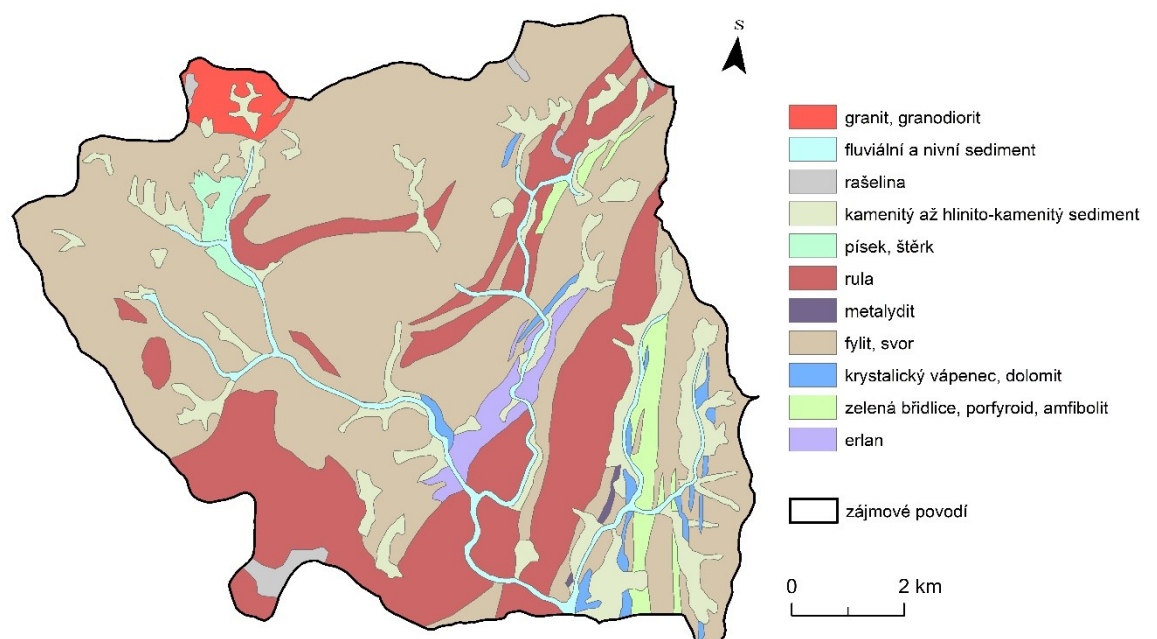 S
granit, granodiorit
fluviální a nivní sediment
rašelina
kamenitý až hlinito-kamenitý sediment
písek, štěrk
rula
metalydit
fylit, svor
krystalický vápenec, dolomit
zelená břidlice, porfyroid, amfibolit
erlan
zájmové povodí
0 2 km